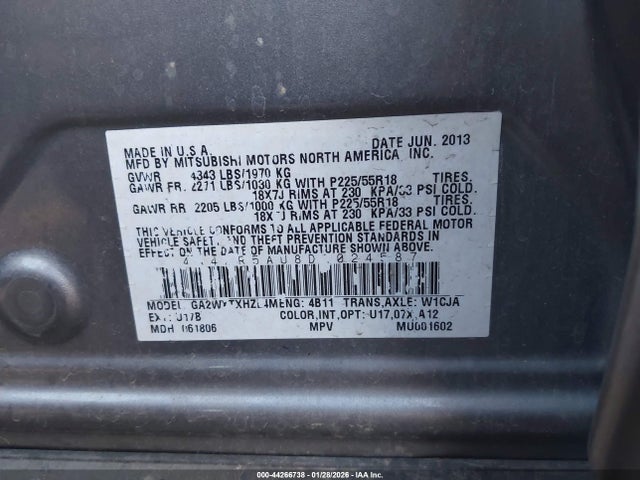 MADE IN U.S.A. DATE JUN. 2013
MFD BY MITSUBISHI MOTORS NORTH AMERICA, INC.
GVWR 4343 LBS/1970 KG
GAWR FR. 2271 LBS/1030 KG WITH P225/55R18 TIRES.
18X7J RIMS AT 230 KPA/33 PSI COLD.
GAWR RR 2205 LBS/1000 KG WITH P225/55R18 TIRES.
18X7J RIMS AT 230 KPA/33 PSI COLD.
THIS VEHICLE CONFORMS TO ALL APPLICABLE FEDERAL MOTOR
VEHICLE SAFETY, AND THEFT PREVENTION STANDARDS IN
EFFECT ON THE DATE OF MANUFACTURE SHOWN ABOVE.
024587
MODEL ENG: 4B11 TRANS,AXLE: W1CJA
EXT: U17B COLOR,INT,OPT: U17,07X,A12
MDH 061806 MPV MU001602
000-44266738 - 01/28/2026 - IAA Inc.